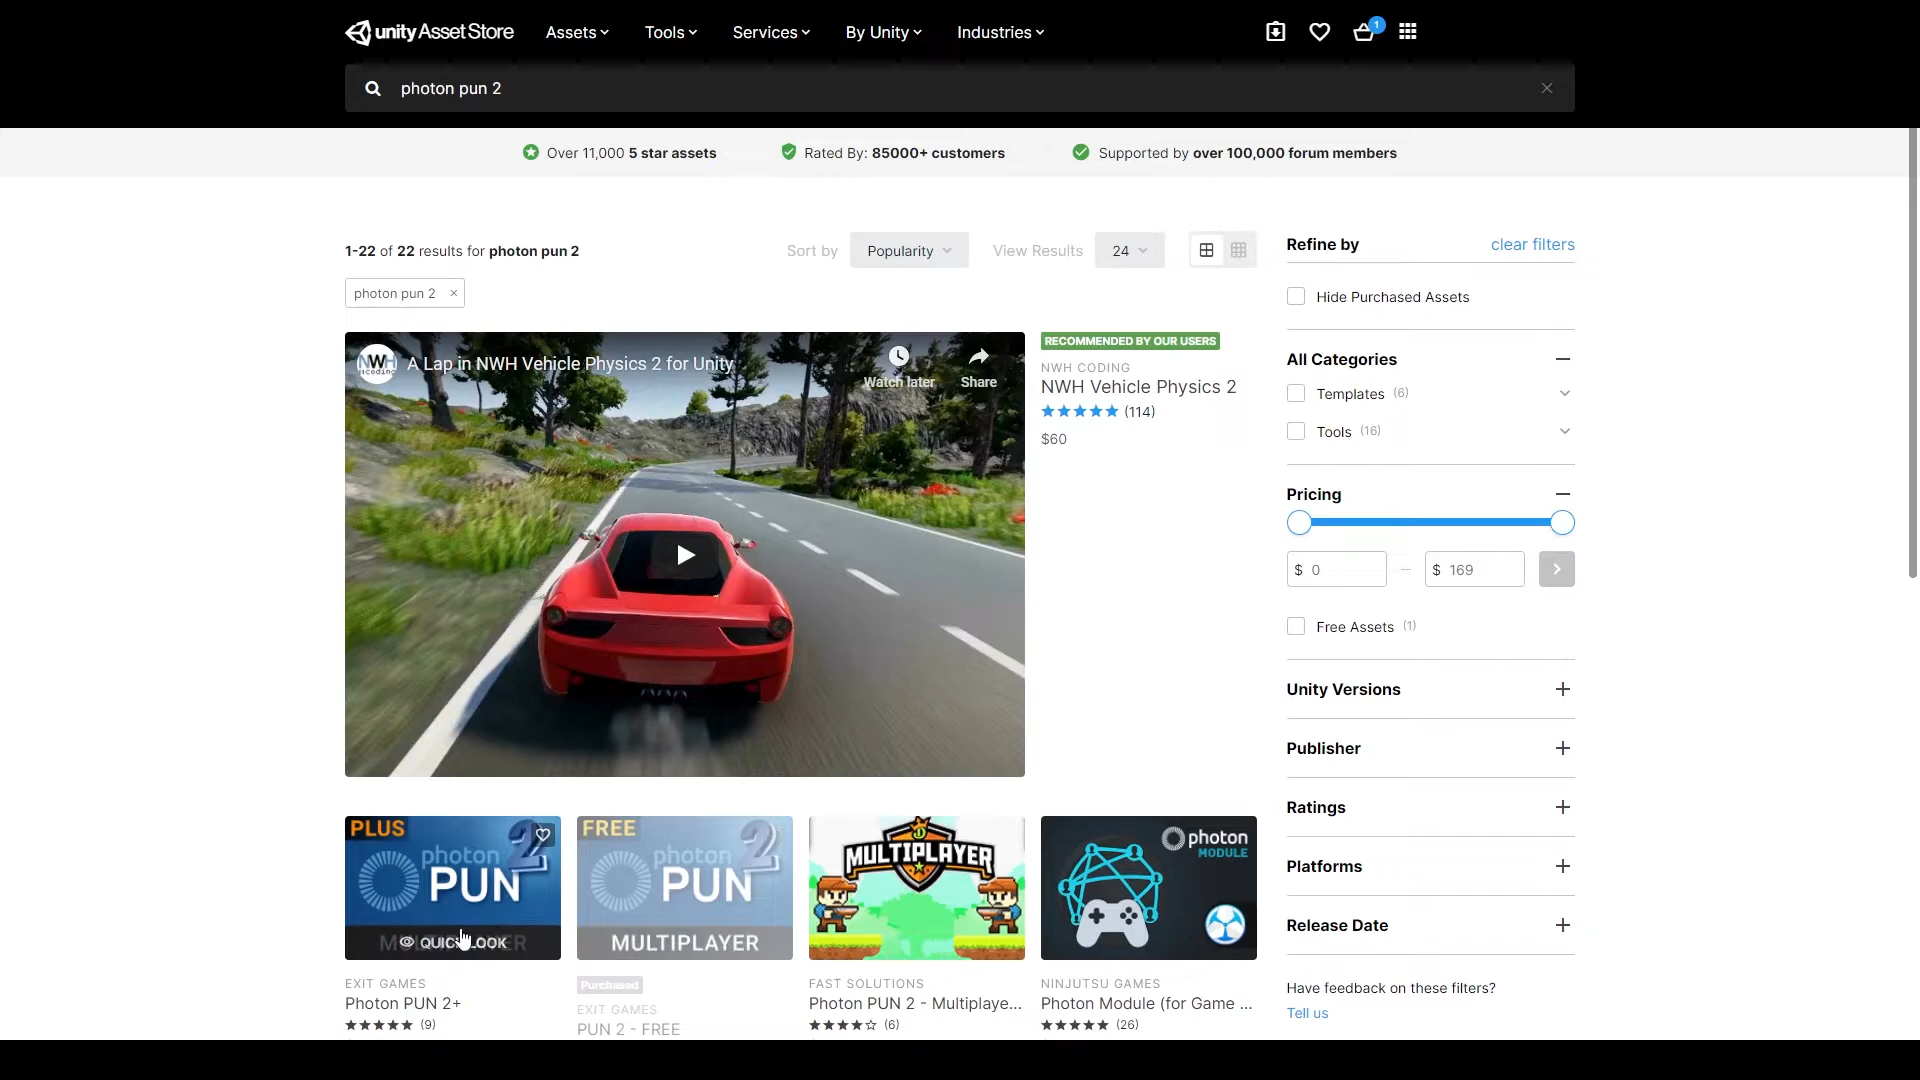 unity Asset Store
Assets
Tools
Services
By Unity
Industries
1
photon pun 2
Over 11,000 5 star assets
Rated By: 85000+ customers
Supported by over 100,000 forum members
1-22 of 22 results for photon pun 2
Sort by
Popularity
View Results
24
photon pun 2 ×
NWH
coding
A Lap in NWH Vehicle Physics 2 for Unity
Watch later
Share
RECOMMENDED BY OUR USERS
NWH CODING
NWH Vehicle Physics 2
(114)
$60
Refine by
clear filters
Hide Purchased Assets
All Categories
Templates (6)
Tools (16)
Pricing
$ 0
$ 169
Free Assets (1)
Unity Versions
Publisher
Ratings
Platforms
Release Date
Have feedback on these filters?
Tell us
PLUS
photon 2
PUN
MULTIPLAYER
QUICK LOOK
EXIT GAMES
Photon PUN 2+
(9)
FREE
photon 2
PUN
MULTIPLAYER
Purchased
EXIT GAMES
PUN 2 - FREE
MULTIPLAYER
FAST SOLUTIONS
Photon PUN 2 - Multiplaye...
(6)
photon
MODULE
NINJUTSU GAMES
Photon Module (for Game ...
(26)